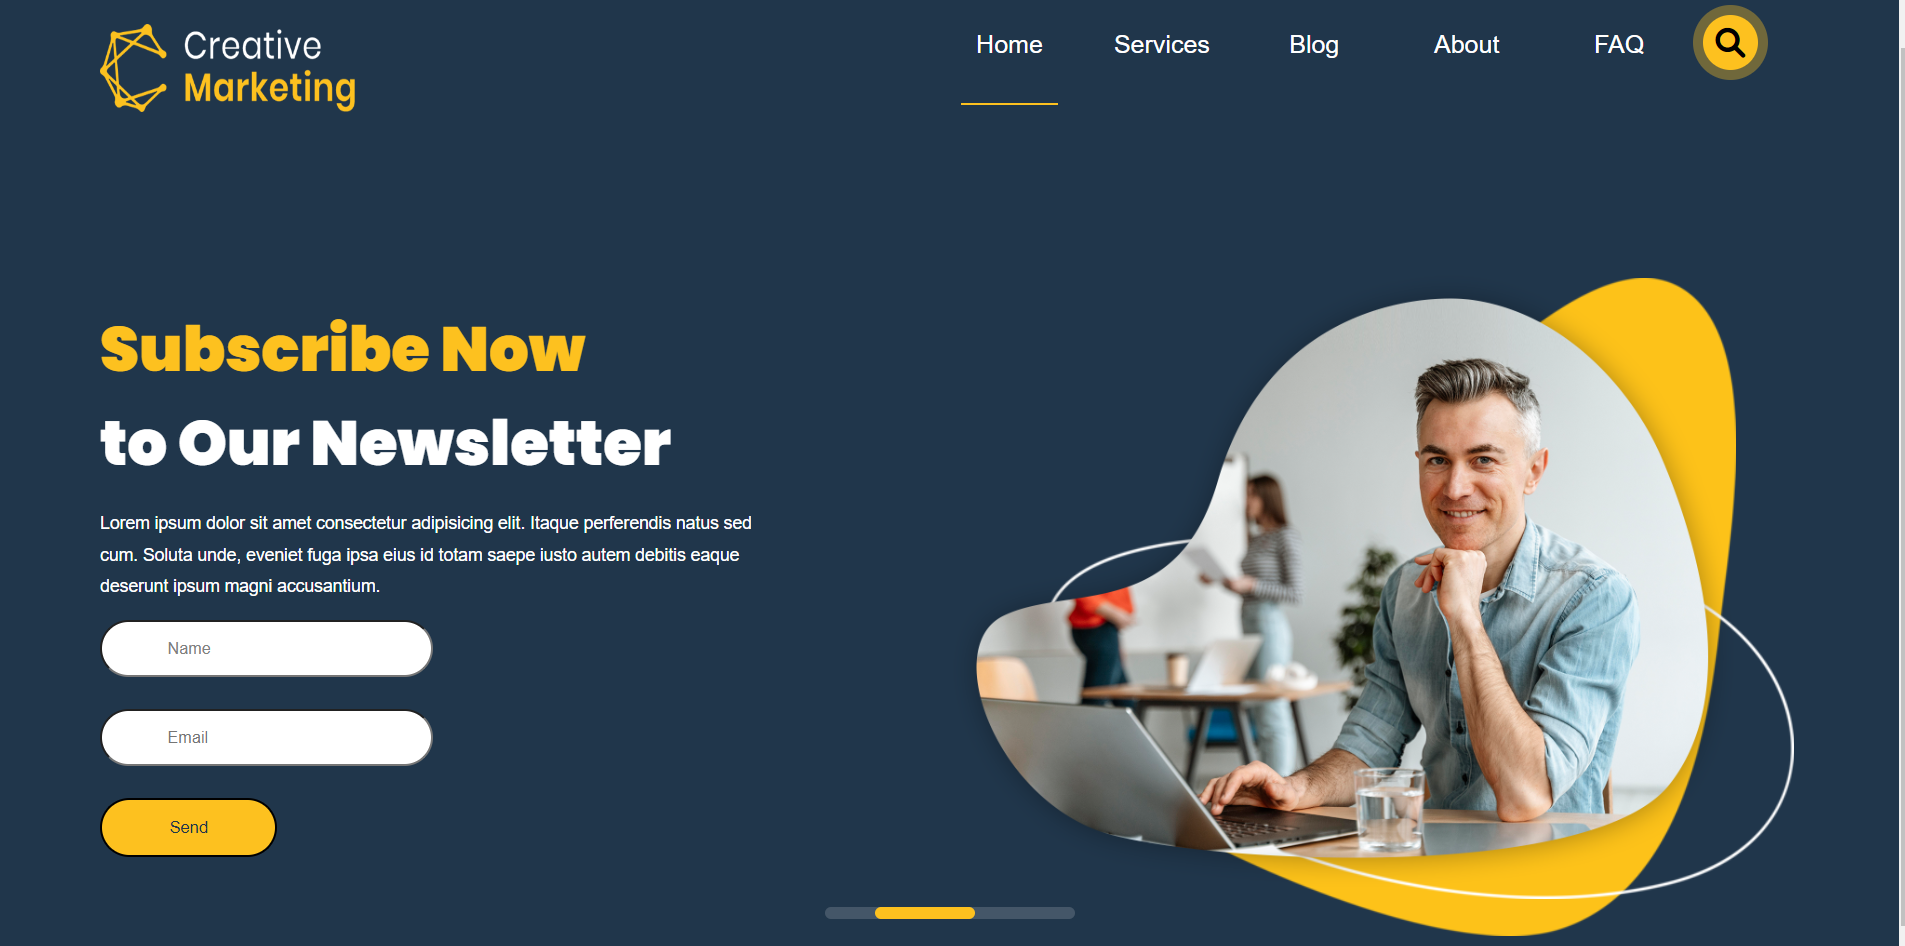 Creative
Marketing
Home
Services
Blog
About
FAQ
Subscribe Now
to Our Newsletter
Lorem ipsum dolor sit amet consectetur adipisicing elit. Itaque perferendis natus sed
cum. Soluta unde, eveniet fuga ipsa eius id totam saepe iusto autem debitis eaque
deserunt ipsum magni accusantium.
Name
Email
Send